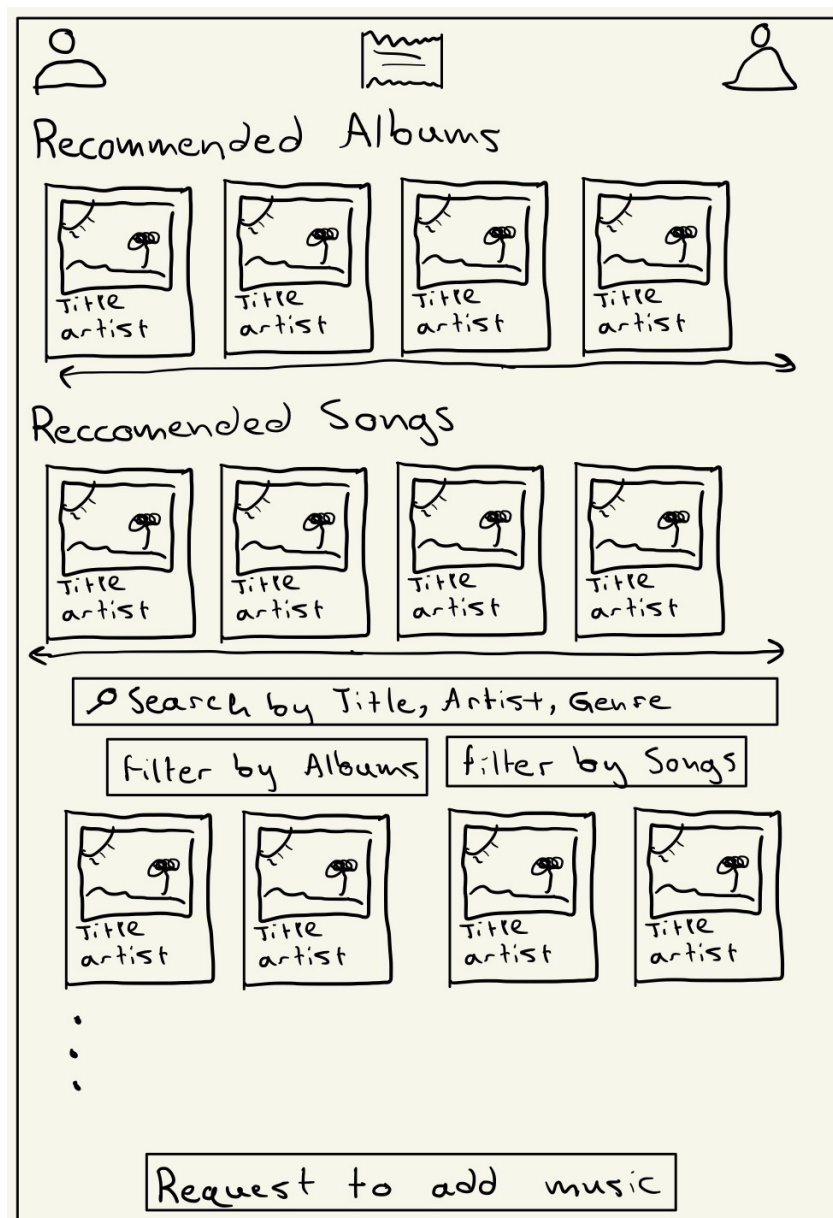 Recommended Albums
Title Title Title Title
artist artist artist artist
Reccomended Songs
Title Title Title Title
artist artist artist artist
Search by Title, Artist, Genre
Filter by Albums filter by Songs
Title Title Title Title
artist artist artist artist
Request to add music